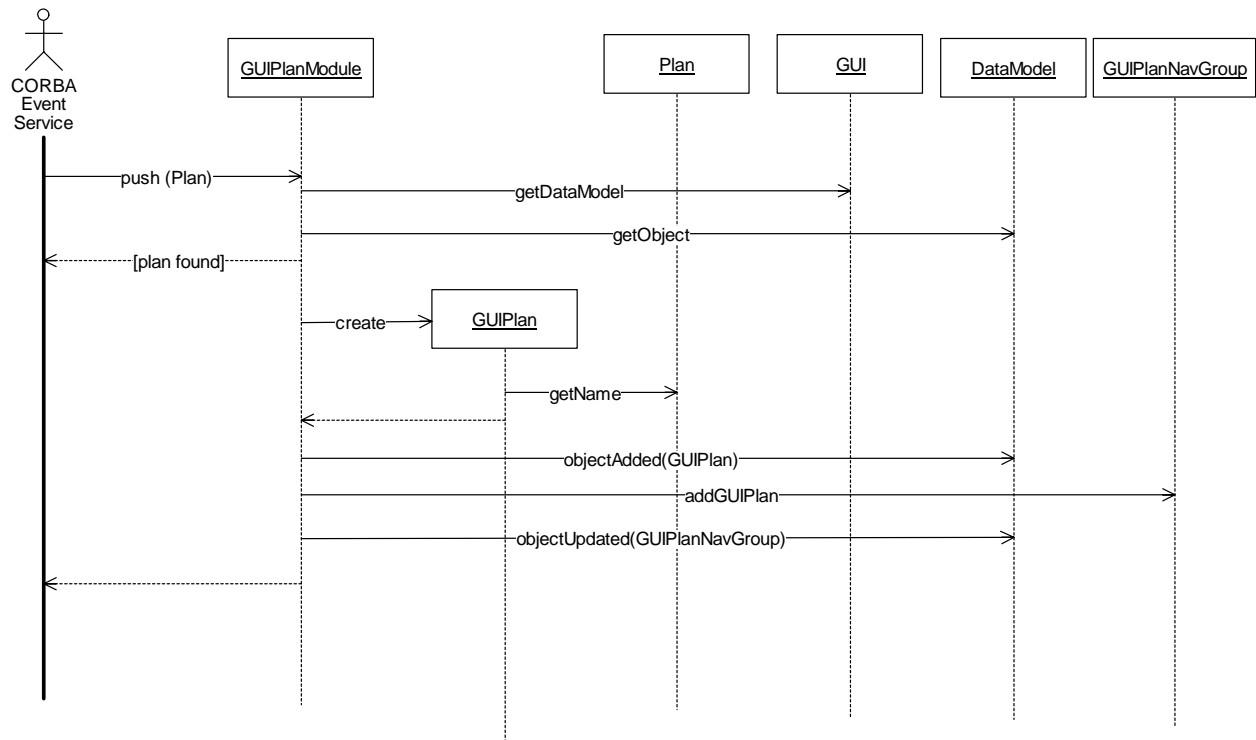 CORBA
Event
Service
GUIPlanModule
Plan
GUI
DataModel
GUIPlanNavGroup
push (Plan)
getDataModel
getObject
[plan found]
create
GUIPlan
getName
objectAdded(GUIPlan)
addGUIPlan
objectUpdated(GUIPlanNavGroup)